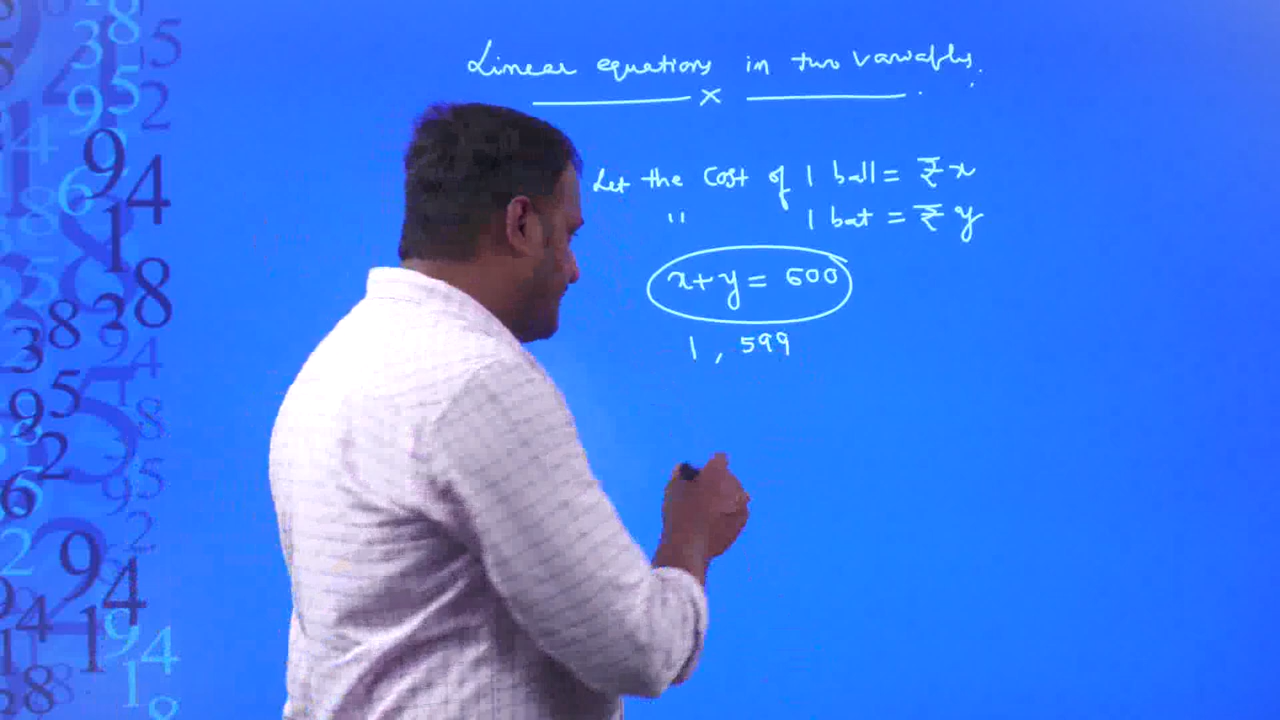 Linear equations in two variables.
Let the cost of 1 ball = ₹ x
" 1 bat = ₹ y
x + y = 600
1 , 599